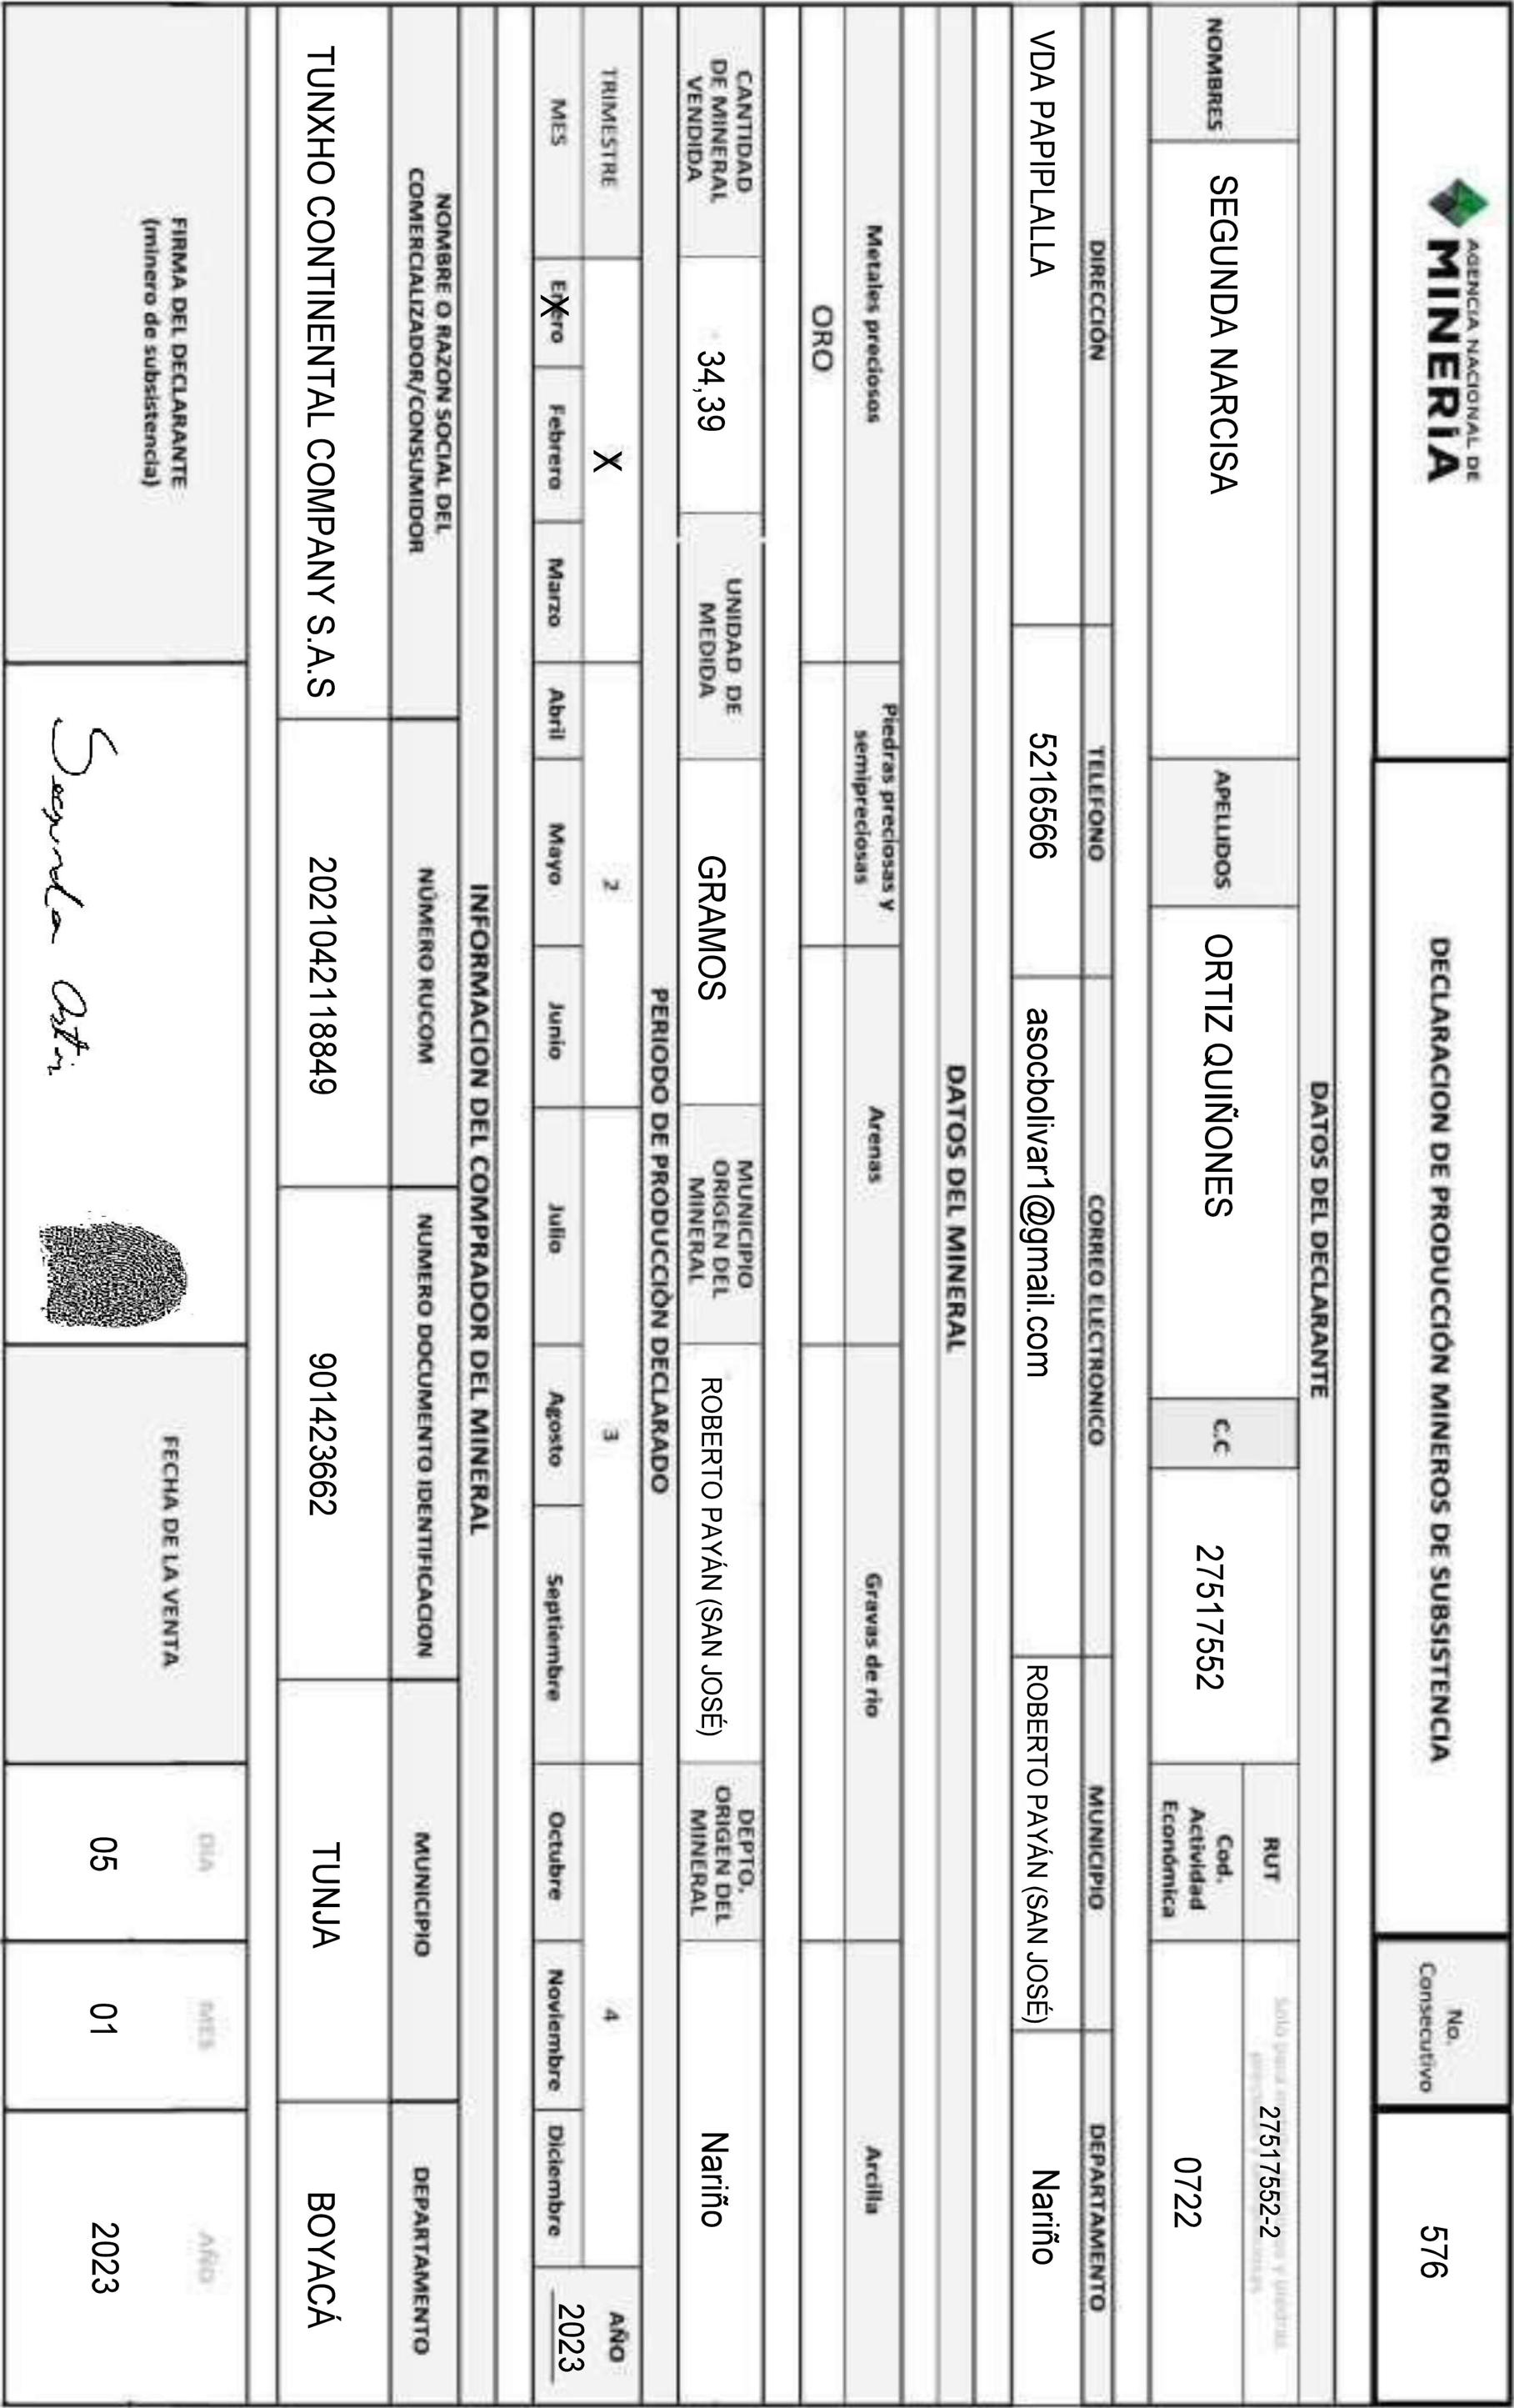 AGENCIA NACIONAL DE
MINERÍA
DECLARACION DE PRODUCCIÓN MINEROS DE SUBSISTENCIA
No.
Consecutivo
576
DATOS DEL DECLARANTE
NOMBRES
SEGUNDA NARCISA
APELLIDOS
ORTIZ QUIÑONES
C.C
27517552
RUT
27517552-2
Cod.
Actividad
Económica
0722
DIRECCIÓN
TELEFONO
CORREO ELECTRONICO
MUNICIPIO
DEPARTAMENTO
VDA PAPIPLALLA
5216566
asocbolivar1@gmail.com
ROBERTO PAYÁN (SAN JOSÉ)
Nariño
DATOS DEL MINERAL
Metales preciosos
Piedras preciosas y
semipreciosas
Arenas
Gravas de rio
Arcilla
ORO
CANTIDAD
DE MINERAL
VENDIDA
34,39
UNIDAD DE
MEDIDA
GRAMOS
MUNICIPIO
ORIGEN DEL
MINERAL
ROBERTO PAYÁN (SAN JOSÉ)
DEPTO.
ORIGEN DEL
MINERAL
Nariño
PERIODO DE PRODUCCIÓN DECLARADO
TRIMESTRE
X
2
3
4
AÑO
MES
Enero
X
Febrero
Marzo
Abril
Mayo
Junio
Julio
Agosto
Septiembre
Octubre
Noviembre
Diciembre
2023
INFORMACIÓN DEL COMPRADOR DEL MINERAL
NOMBRE O RAZON SOCIAL DEL
COMERCIALIZADOR/CONSUMIDOR
NÚMERO RUCOM
NUMERO DOCUMENTO IDENTIFICACION
MUNICIPIO
DEPARTAMENTO
TUNXHO CONTINENTAL COMPANY S.A.S
2021042118849
901423662
TUNJA
BOYACÁ
FIRMA DEL DECLARANTE
(minero de subsistencia)
Segunda Orti
FECHA DE LA VENTA
DIA
MES
AÑO
05
01
2023